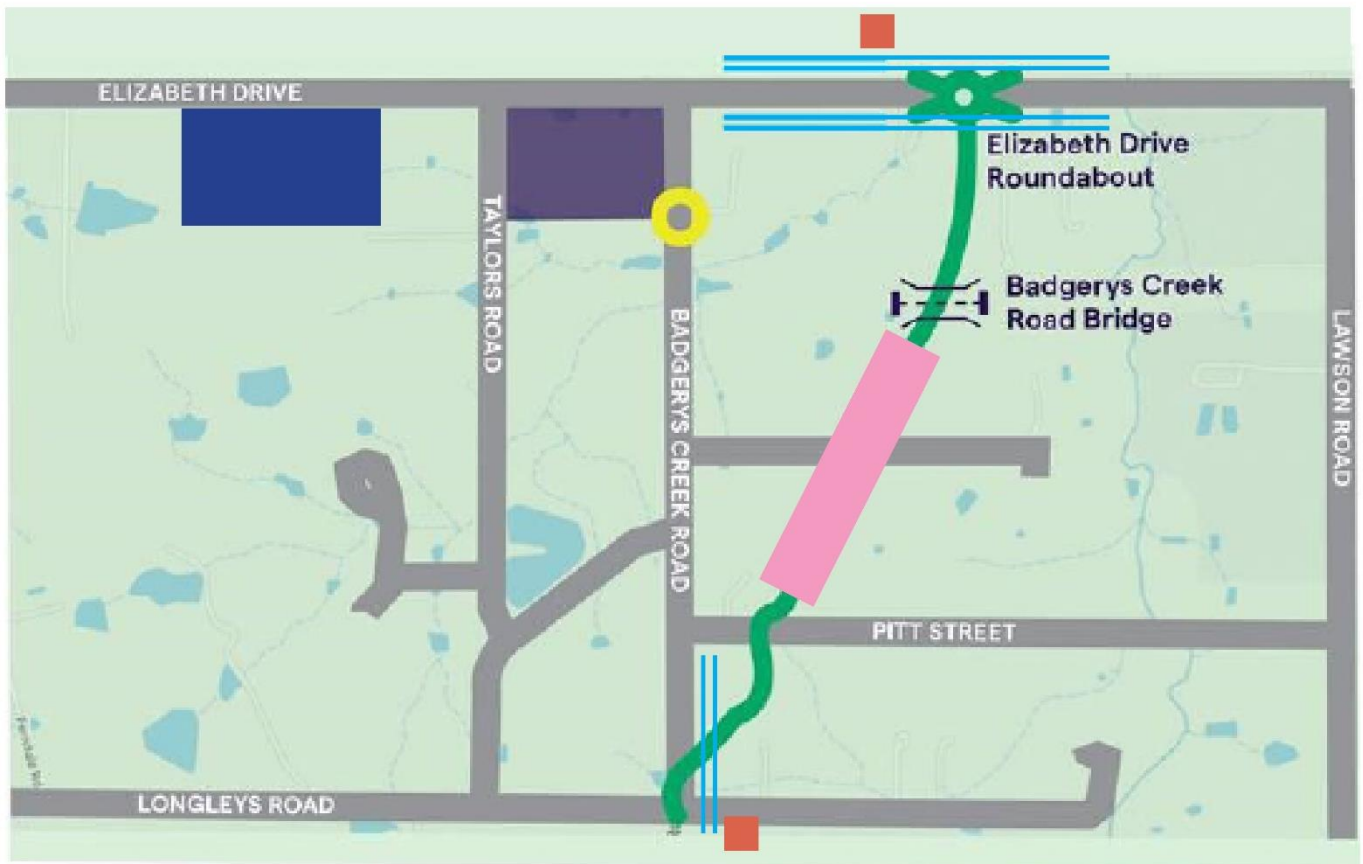 ELIZABETH DRIVE
Elizabeth Drive
Roundabout
TAYLORS ROAD
Badgerys Creek
Road Bridge
BADGERYS CREEK ROAD
LAWSON ROAD
PITT STREET
LONGLEYS ROAD